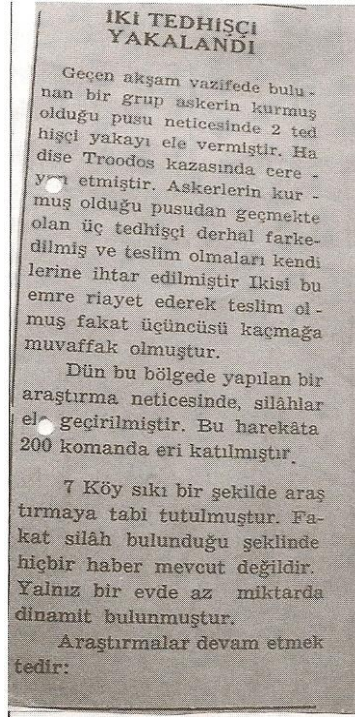 İKİ TEDHİŞÇİ
YAKALANDI
Geçen akşam vazifede bulu -
nan bir grup askerin kurmuş
olduğu pusu neticesinde 2 ted
hişçi yakayı ele vermiştir. Ha
dise Troodos kazasında cere -
yan etmiştir. Askerlerin kur -
muş olduğu pusudan geçmekte
olan üç tedhişçi derhal farke-
dilmiş ve teslim olmaları kendi
lerine ihtar edilmiştir Ikisi bu
emre riayet ederek teslim ol -
muş fakat üçüncüsü kaçmağa
muvaffak olmuştur.
Dün bu bölgede yapılan bir
araştırma neticesinde, silâhlar
ele geçirilmiştir. Bu harekâta
200 komanda eri katılmıştır.
7 Köy sıkı bir şekilde araş
tırmaya tabi tutulmuştur. Fa-
kat silâh bulunduğu şeklinde
hiçbir haber mevcut değildir.
Yalnız bir evde az miktarda
dinamit bulunmuştur.
Araştırmalar devam etmek
tedir: